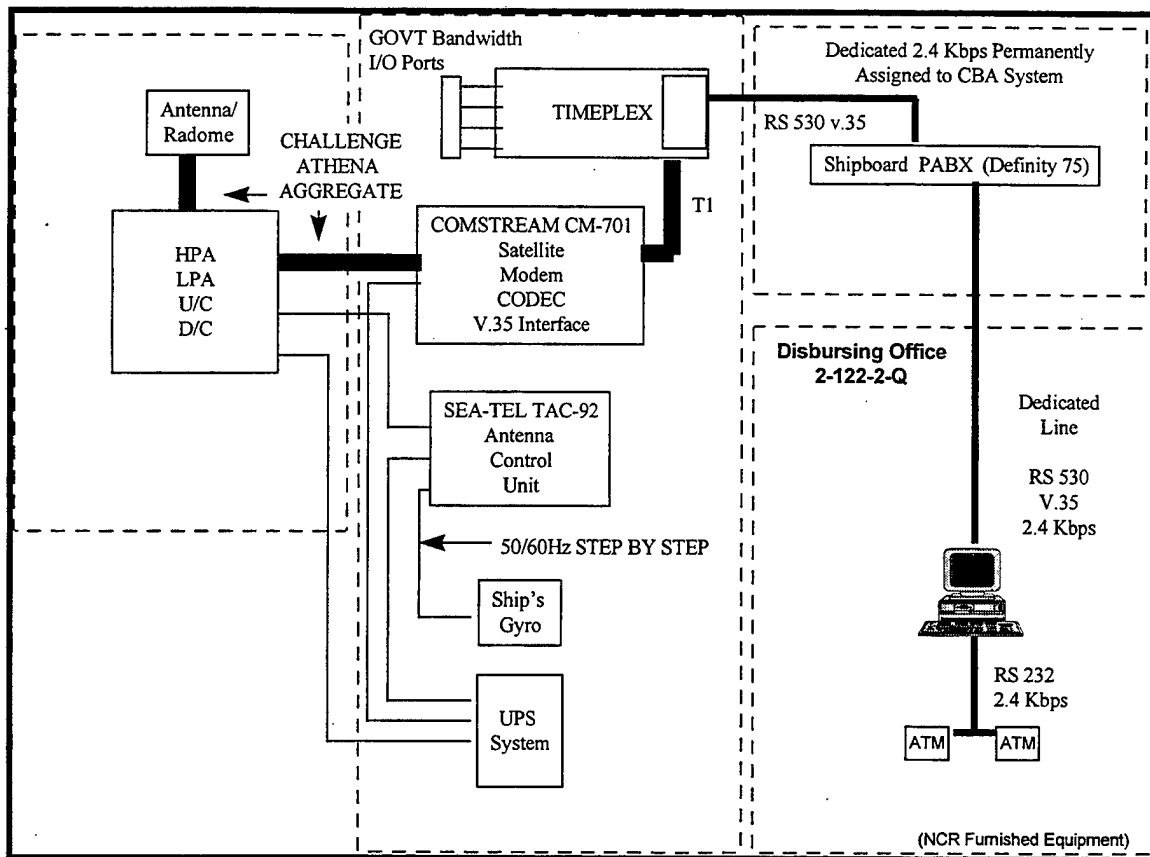 GOVT Bandwidth
I/O Ports
TIMEPLEX
Dedicated 2.4 Kbps Permanently
Assigned to CBA System
RS 530 v.35
Shipboard PABX (Definity 75)
Antenna/
Radome
CHALLENGE
ATHENA
AGGREGATE
T1
HPA
LPA
U/C
D/C
COMSTREAM CM-701
Satellite
Modem
CODEC
V.35 Interface
Disbursing Office
2-122-2-Q
SEA-TEL TAC-92
Antenna
Control
Unit
Dedicated
Line
RS 530
V.35
2.4 Kbps
50/60Hz STEP BY STEP
Ship's
Gyro
UPS
System
RS 232
2.4 Kbps
ATM
ATM
(NCR Furnished Equipment)